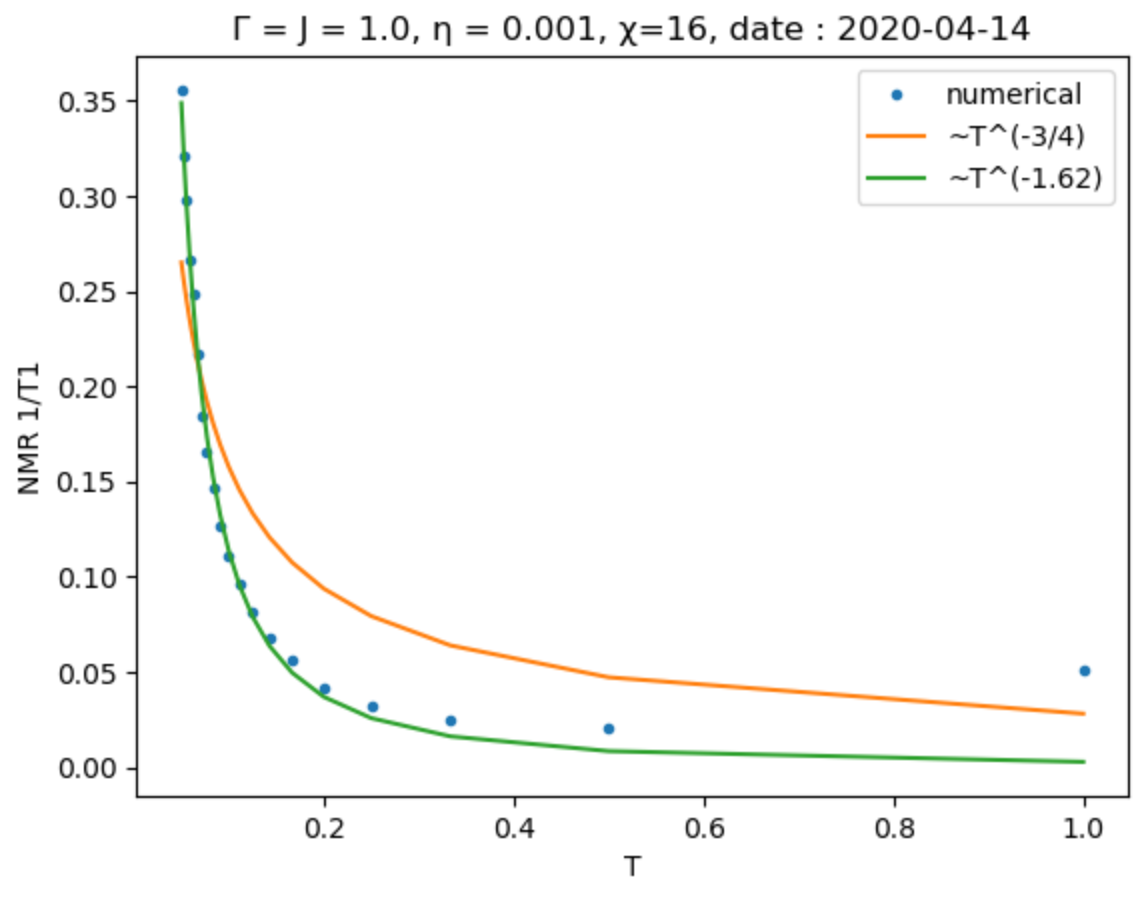 Γ = J = 1.0, η = 0.001, χ=16, date : 2020-04-14
numerical
~T^(-3/4)
~T^(-1.62)
NMR 1/T1
0.35
0.30
0.25
0.20
0.15
0.10
0.05
0.00
0.2 0.4 0.6 0.8 1.0
T